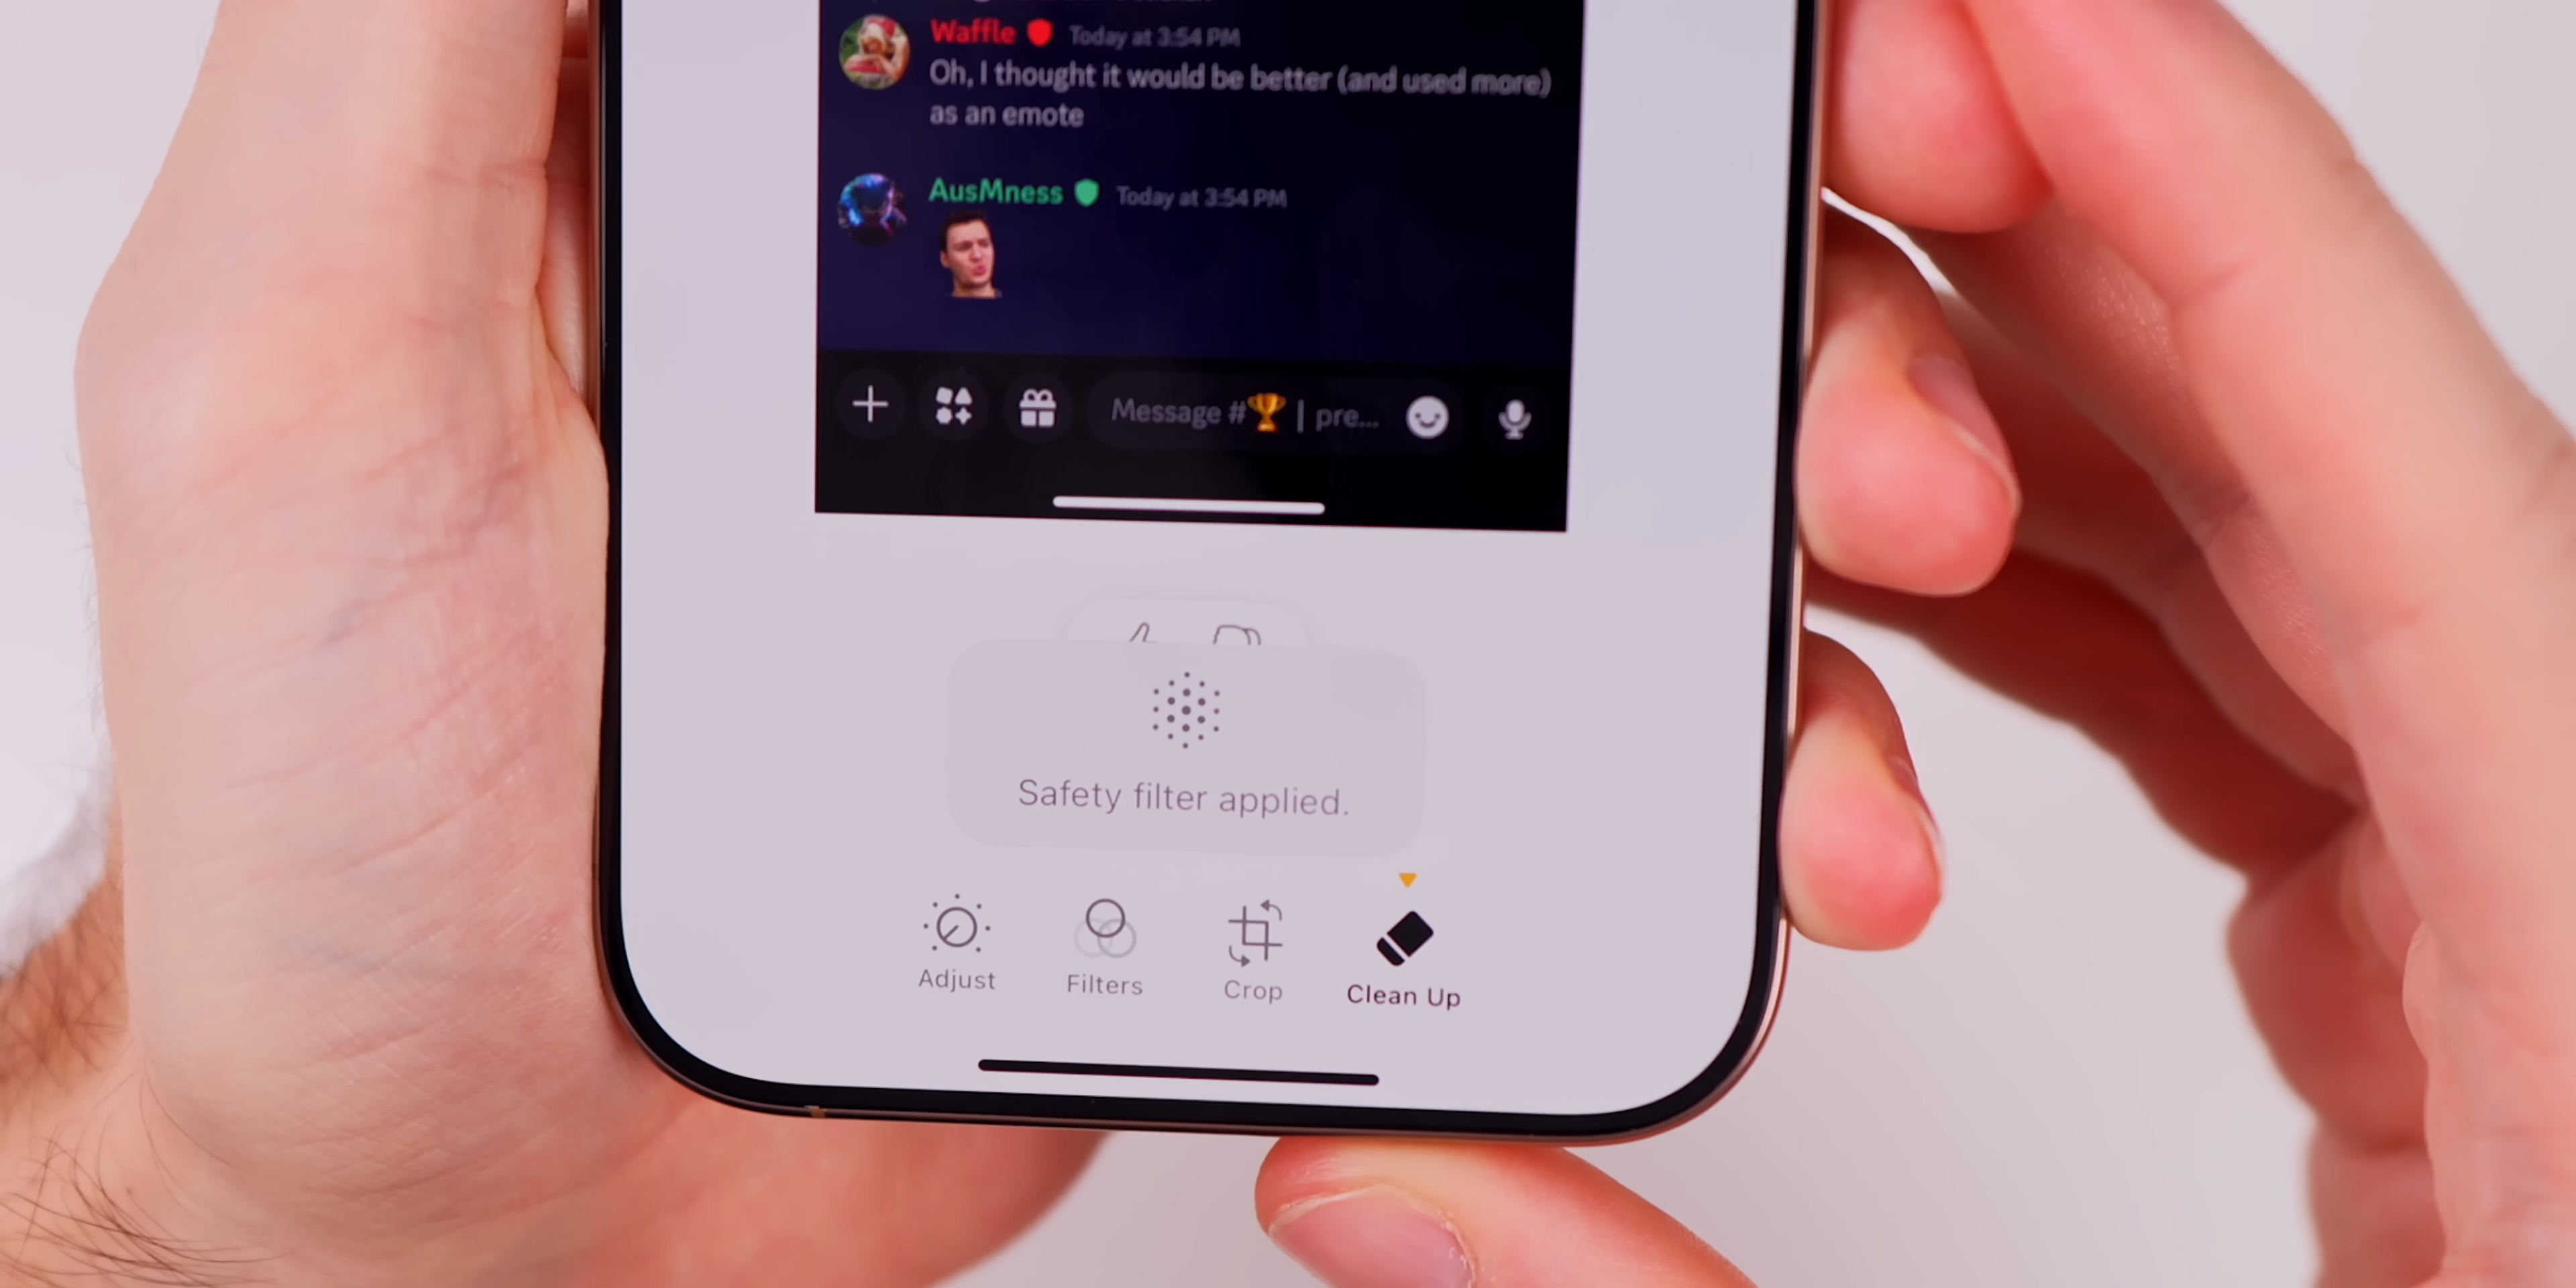 Waffle Today at 3:54 PM
Oh, I thought it would be better (and used more)
as an emote
AusMness Today at 3:54 PM
Message #🏆 | pre...
Safety filter applied.
Adjust Filters Crop Clean Up